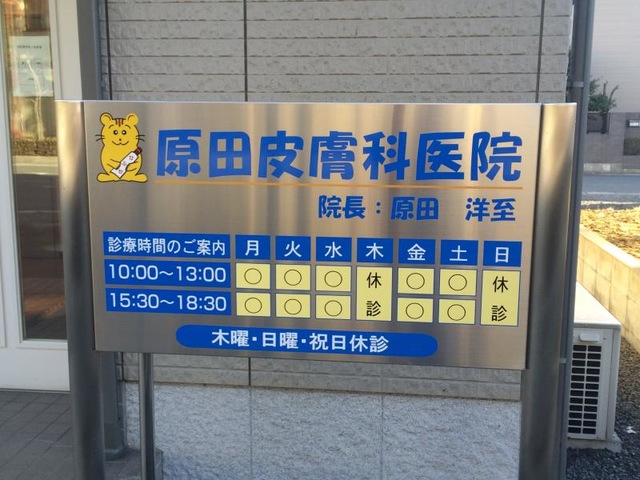 原田皮膚科医院
院長：原田 洋至
診療時間のご案内 月 火 水 木 金 土 日
10:00〜13:00 ○ ○ ○ 休診 ○ ○ 休診
15:30〜18:30 ○ ○ ○ ○ ○
木曜・日曜・祝日休診